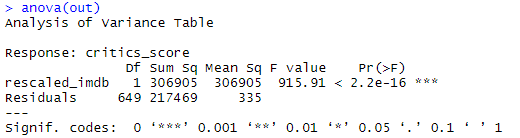 > anova(out)
Analysis of Variance Table

Response: critics_score
              Df Sum Sq Mean Sq F value    Pr(>F)
rescaled_imdb   1 306905  306905  915.91 < 2.2e-16 ***
Residuals     649 217469     335
---
Signif. codes:  0 ‘***’ 0.001 ‘**’ 0.01 ‘*’ 0.05 ‘.’ 0.1 ‘ ’ 1